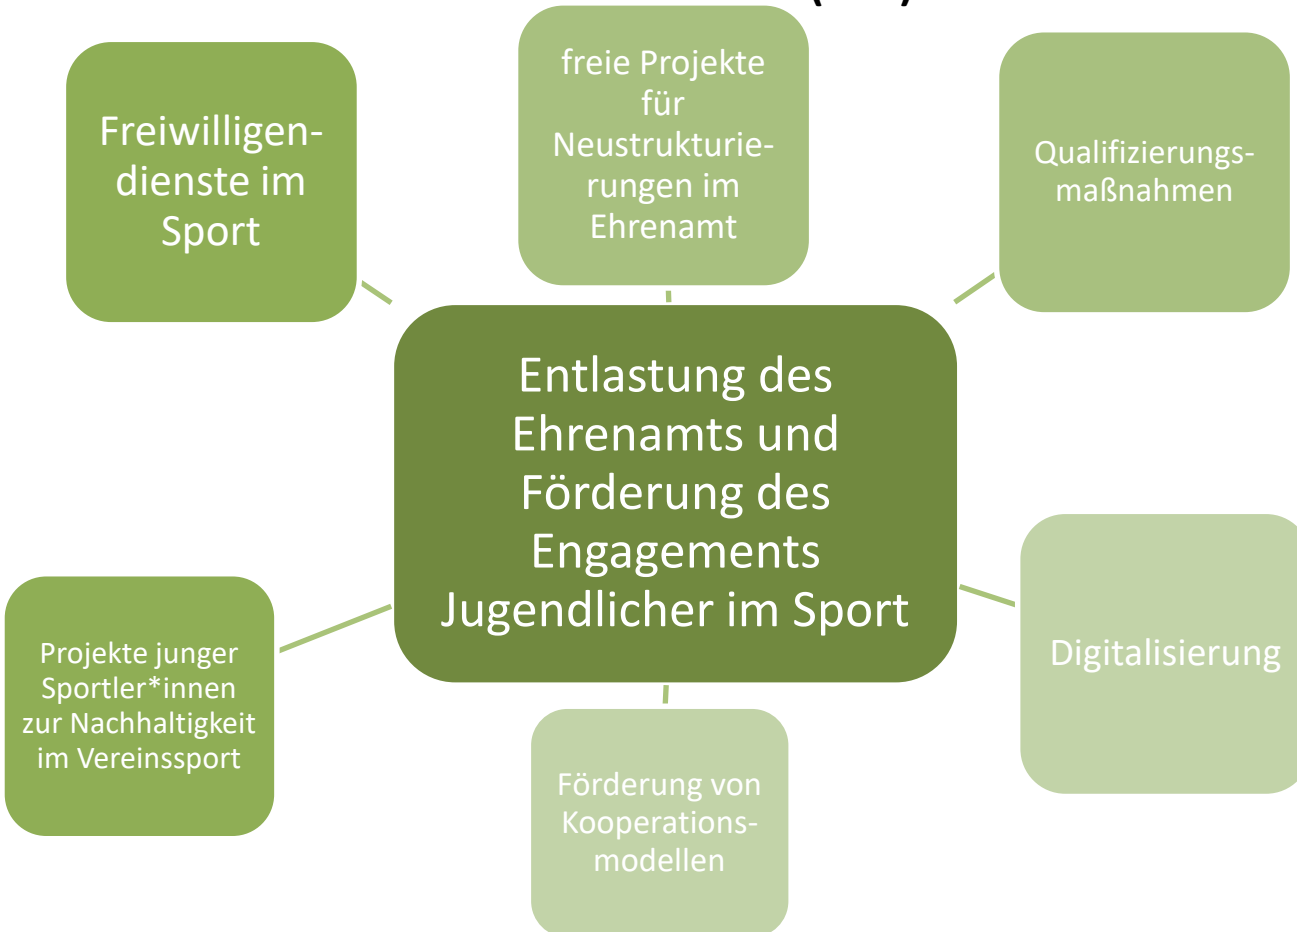 Freiwilligen-
dienste im
Sport
freie Projekte
für
Neustrukturie-
rungen im
Ehrenamt
Qualifizierungs-
maßnahmen
Entlastung des
Ehrenamts und
Förderung des
Engagements
Jugendlicher im Sport
Projekte junger
Sportler*innen
zur Nachhaltigkeit
im Vereinssport
Digitalisierung
Förderung von
Kooperations-
modellen